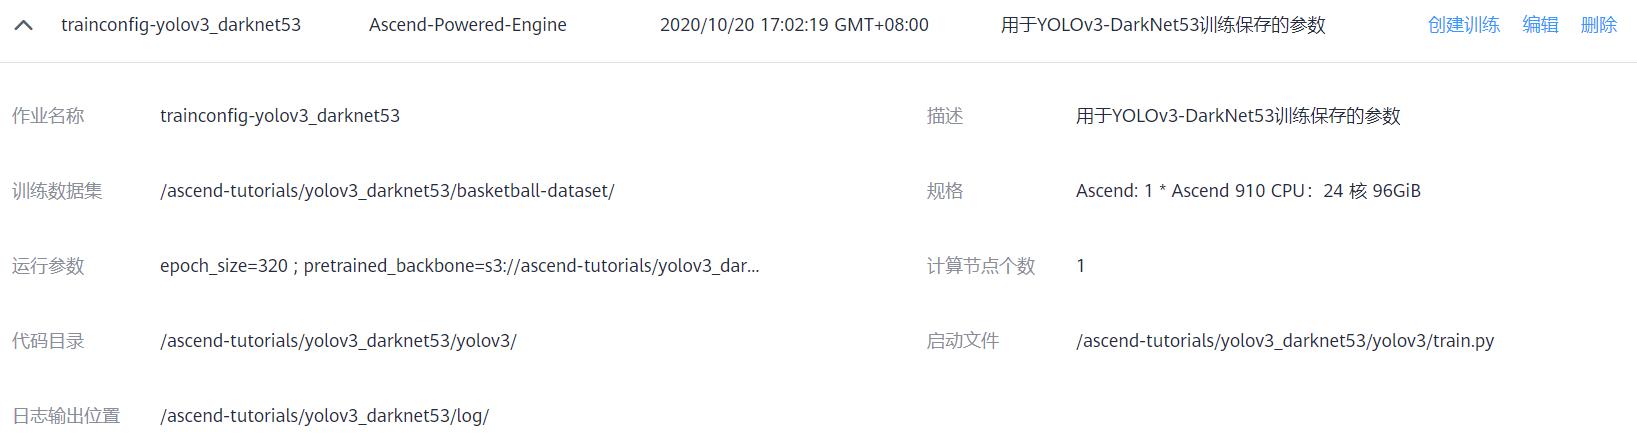 trainconfig-yolov3_darknet53 Ascend-Powered-Engine 2020/10/20 17:02:19 GMT+08:00 用于YOLOv3-DarkNet53训练保存的参数 创建训练 编辑 删除
作业名称 trainconfig-yolov3_darknet53 描述 用于YOLOv3-DarkNet53训练保存的参数
训练数据集 /ascend-tutorials/yolov3_darknet53/basketball-dataset/ 规格 Ascend: 1 * Ascend 910 CPU：24 核 96GiB
运行参数 epoch_size=320 ; pretrained_backbone=s3://ascend-tutorials/yolov3_dar... 计算节点个数 1
代码目录 /ascend-tutorials/yolov3_darknet53/yolov3/ 启动文件 /ascend-tutorials/yolov3_darknet53/yolov3/train.py
日志输出位置 /ascend-tutorials/yolov3_darknet53/log/